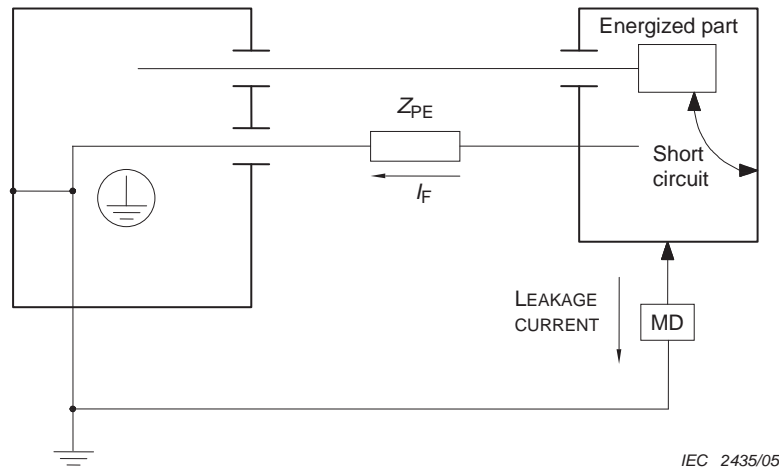 Energized part
Z_PE
Short
circuit
I_F
LEAKAGE
CURRENT
MD
IEC 2435/05